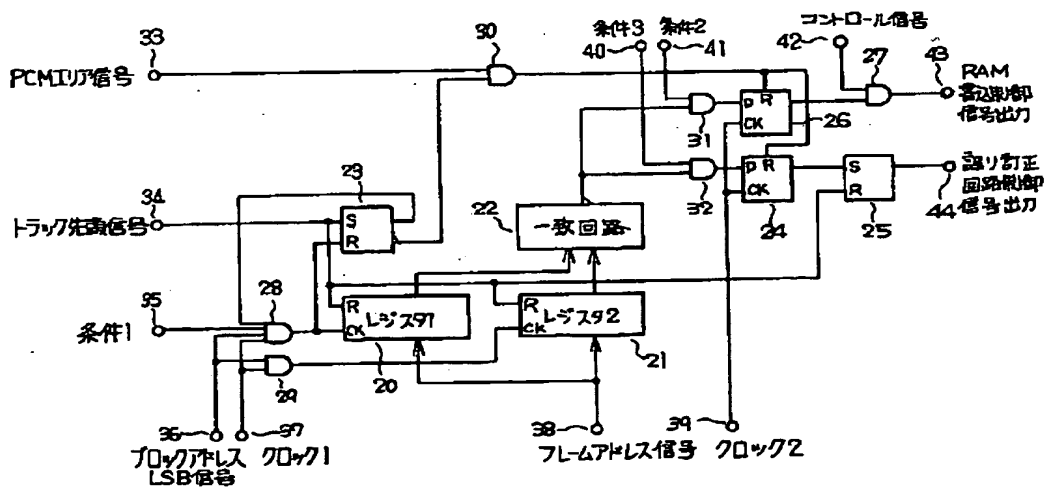 33
PCMエリア信号
30
条件3
40
条件2
41
コントロール信号
42
27
43
RAM
書込制御
信号出力
D R
CK
26
31
D R
CK
24
32
S
R
25
44
誤り訂正
回路制御
信号出力
34
トラック先頭信号
23
S
R
22
一致回路
35
条件1
28
29
R
CK
レジスタ1
20
R
CK
レジスタ2
21
36
37
38
39
ブロックアドレス
LSB信号
クロック1
フレームアドレス信号
クロック2